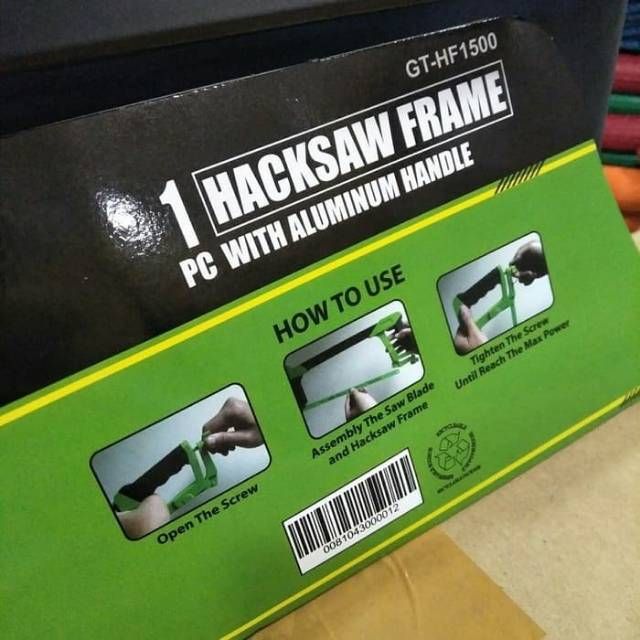 GT-HF1500
1 HACKSAW FRAME
PC WITH ALUMINUM HANDLE
HOW TO USE
Open The Screw
Assembly The Saw Blade
and Hacksaw Frame
Tighten The Screw
Until Reach The Max Power
RECYCLABLE
0081043000012